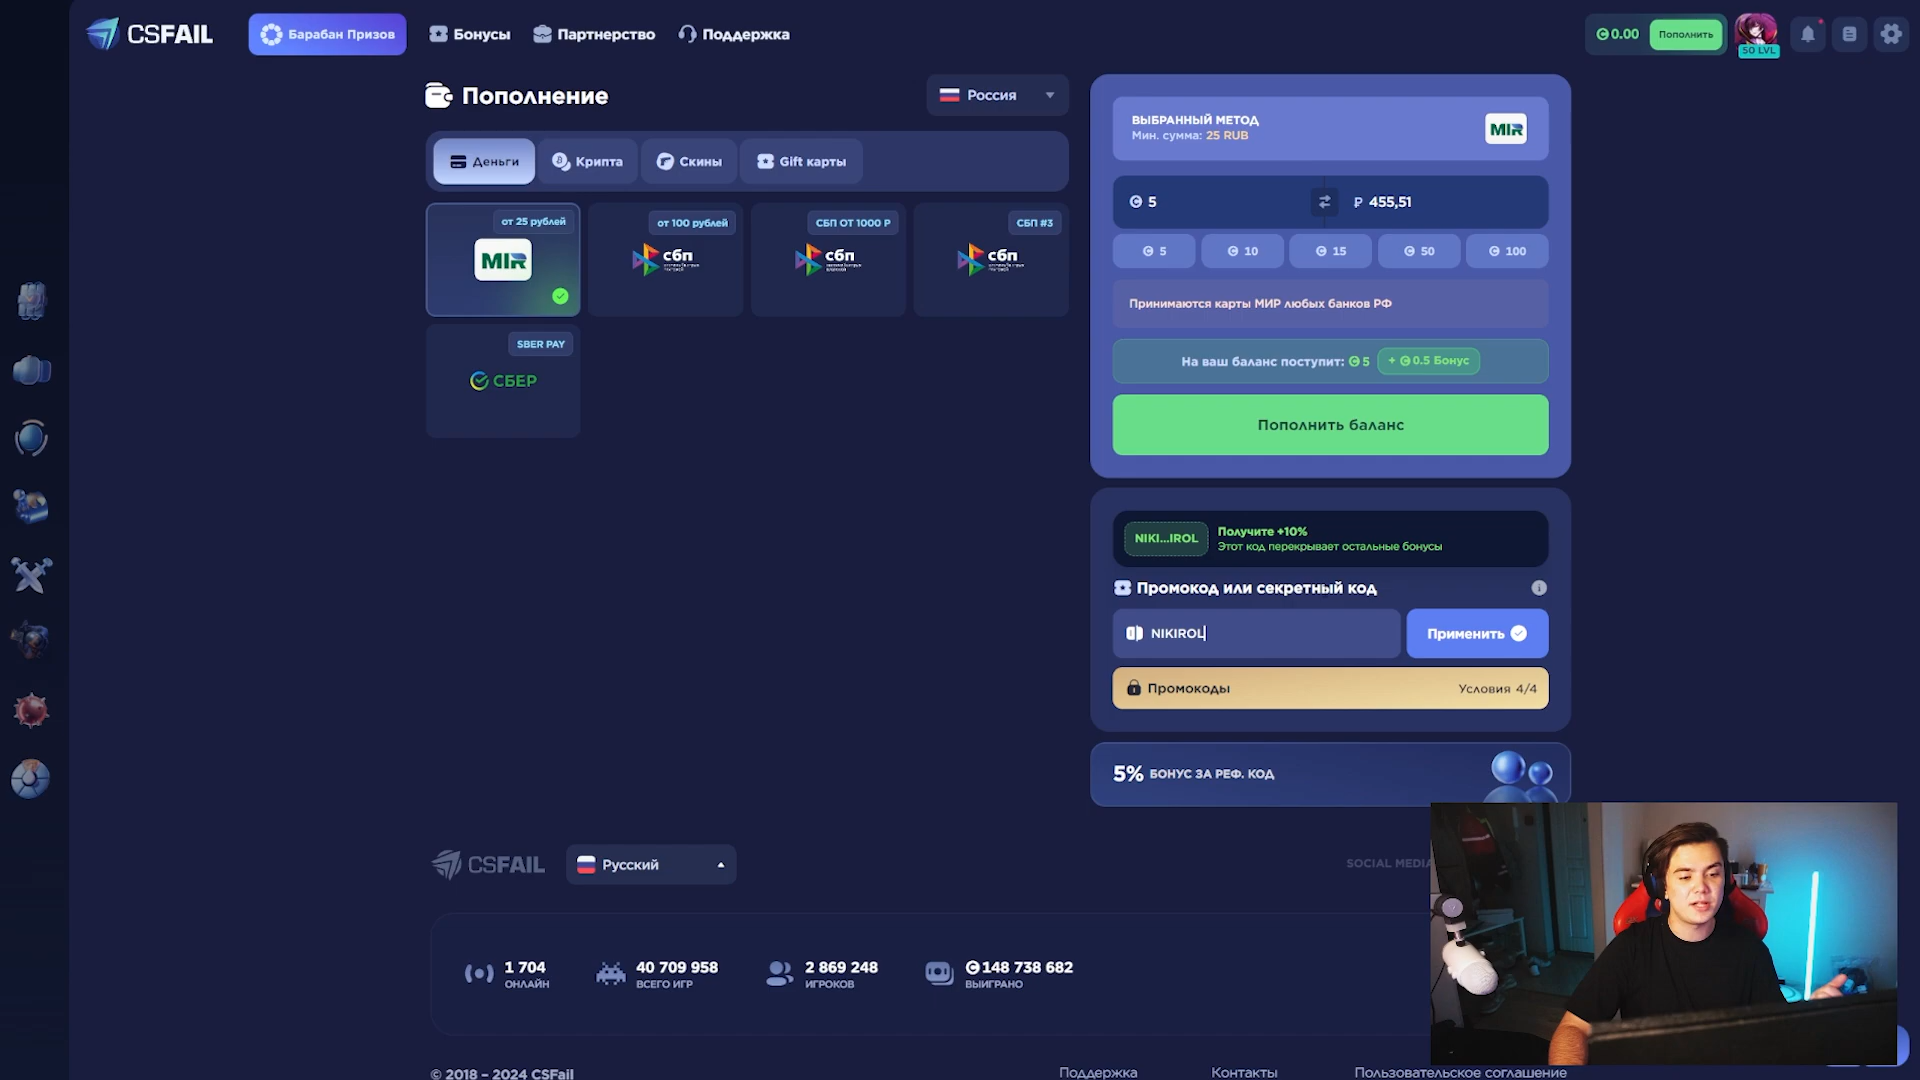 CSFAIL
Барабан Призов
Бонусы
Партнерство
Поддержка
0.00
Пополнить
50 LVL
Пополнение
Россия
Деньги
Крипта
Скины
Gift карты
от 25 рублей
MIR
от 100 рублей
сбп
СБП ОТ 1000 Р
сбп
СБП #3
сбп
SBER PAY
СБЕР
ВЫБРАННЫЙ МЕТОД
Мин. сумма: 25 RUB
MIR
5
₽ 455,51
5
10
15
50
100
Принимаются карты МИР любых банков РФ
На ваш баланс поступит: 5
+ 0.5 Бонус
Пополнить баланс
NIKI...IROL
Получите +10%
Этот код перекрывает остальные бонусы
Промокод или секретный код
NIKIROL
Применить
Промокоды
Условия 4/4
5% БОНУС ЗА РЕФ. КОД
CSFAIL
Русский
SOCIAL MEDIA
1 704
ОНЛАЙН
40 709 958
ВСЕГО ИГР
2 869 248
ИГРОКОВ
148 738 682
ВЫИГРАНО
© 2018 – 2024 CSFail
Поддержка
Контакты
Пользовательское соглашение